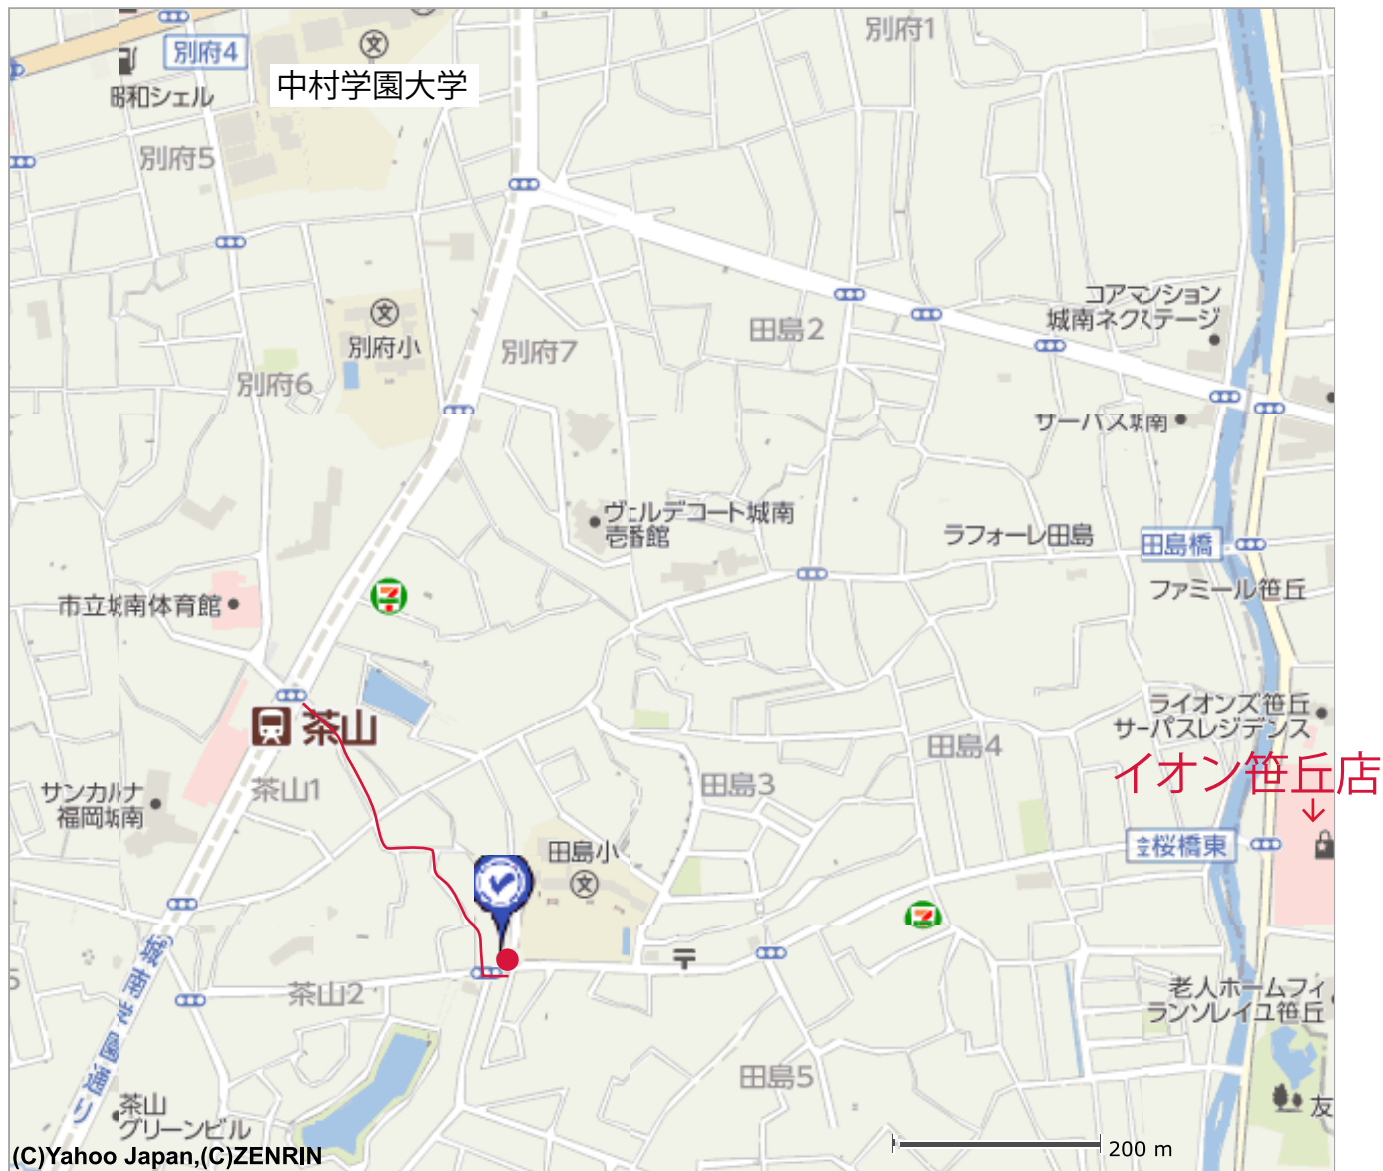 別府1
別府4
中村学園大学
昭和シェル
別府5
文
コアマンション
城南ネクステージ
文
別府小
別府7
田島2
別府6
サーパス城南
ヴェルデコート城南
壱番館
ラフォーレ田島
田島橋
ファミール笹丘
市立城南体育館
7
茶山
ライオンズ笹丘
サーパスレジデンス
田島4
イオン笹丘店
↓
茶山1
田島3
サンカルナ
福岡城南
桜橋東
田島小
文
7
〒
城南学園通り
5
茶山2
老人ホームフィ
ランソレイユ笹丘
田島5
茶山
グリーンビル
友
200 m
(C)Yahoo Japan,(C)ZENRIN